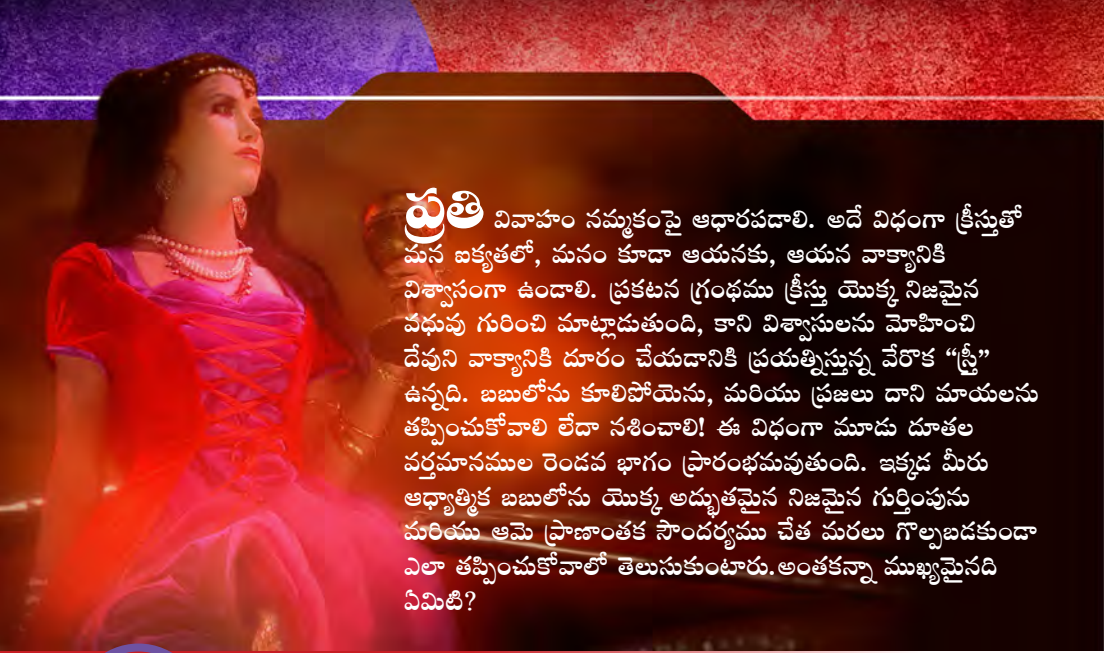 ప్రతి వివాహం నమ్మకంపై ఆధారపడాలి. అదే విధంగా క్రీస్తుతో
మన ఐక్యతలో, మనం కూడా ఆయనకు, ఆయన వాక్యానికి
విశ్వాసంగా ఉండాలి. ప్రకటన గ్రంథము క్రీస్తు యొక్క నిజమైన
వధువు గురించి మాట్లాడుతుంది, కాని విశ్వాసులను మోహించి
దేవుని వాక్యానికి దూరం చేయడానికి ప్రయత్నిస్తున్న వేరొక “స్త్రీ”
ఉన్నది. బబులోను కూలిపోయెను, మరియు ప్రజలు దాని మాయలను
తప్పించుకోవాలి లేదా నశించాలి! ఈ విధంగా మూడు దూతల
వర్తమానముల రెండవ భాగం ప్రారంభమవుతుంది. ఇక్కడ మీరు
ఆధ్యాత్మిక బబులోను యొక్క అద్భుతమైన నిజమైన గుర్తింపును
మరియు ఆమె ప్రాణాంతక సౌందర్యము చేత మరలు గొల్పబడకుండా
ఎలా తప్పించుకోవాలో తెలుసుకుంటారు.అంతకన్నా ముఖ్యమైనది
ఏమిటి?